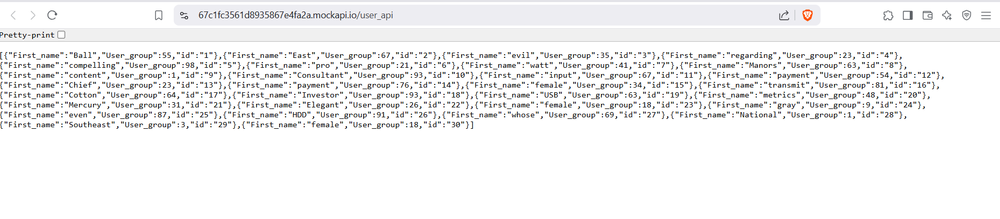 67c1fc3561d8935867e4fa2a.mockapi.io/user_api
Pretty-print
[{"First_name":"Ball","User_group":55,"id":"1"},{"First_name":"East","User_group":67,"id":"2"},{"First_name":"evil","User_group":35,"id":"3"},{"First_name":"regarding","User_group":23,"id":"4"},
{"First_name":"compelling","User_group":98,"id":"5"},{"First_name":"pro","User_group":21,"id":"6"},{"First_name":"watt","User_group":41,"id":"7"},{"First_name":"Manors","User_group":63,"id":"8"},
{"First_name":"content","User_group":1,"id":"9"},{"First_name":"Consultant","User_group":93,"id":"10"},{"First_name":"input","User_group":67,"id":"11"},{"First_name":"payment","User_group":54,"id":"12"},
{"First_name":"Chief","User_group":23,"id":"13"},{"First_name":"payment","User_group":76,"id":"14"},{"First_name":"female","User_group":34,"id":"15"},{"First_name":"transmit","User_group":81,"id":"16"},
{"First_name":"Cotton","User_group":64,"id":"17"},{"First_name":"Investor","User_group":93,"id":"18"},{"First_name":"USB","User_group":63,"id":"19"},{"First_name":"metrics","User_group":48,"id":"20"},
{"First_name":"Mercury","User_group":31,"id":"21"},{"First_name":"Elegant","User_group":26,"id":"22"},{"First_name":"female","User_group":18,"id":"23"},{"First_name":"gray","User_group":9,"id":"24"},
{"First_name":"even","User_group":87,"id":"25"},{"First_name":"HDD","User_group":91,"id":"26"},{"First_name":"whose","User_group":69,"id":"27"},{"First_name":"National","User_group":1,"id":"28"},
{"First_name":"Southeast","User_group":3,"id":"29"},{"First_name":"female","User_group":18,"id":"30"}]